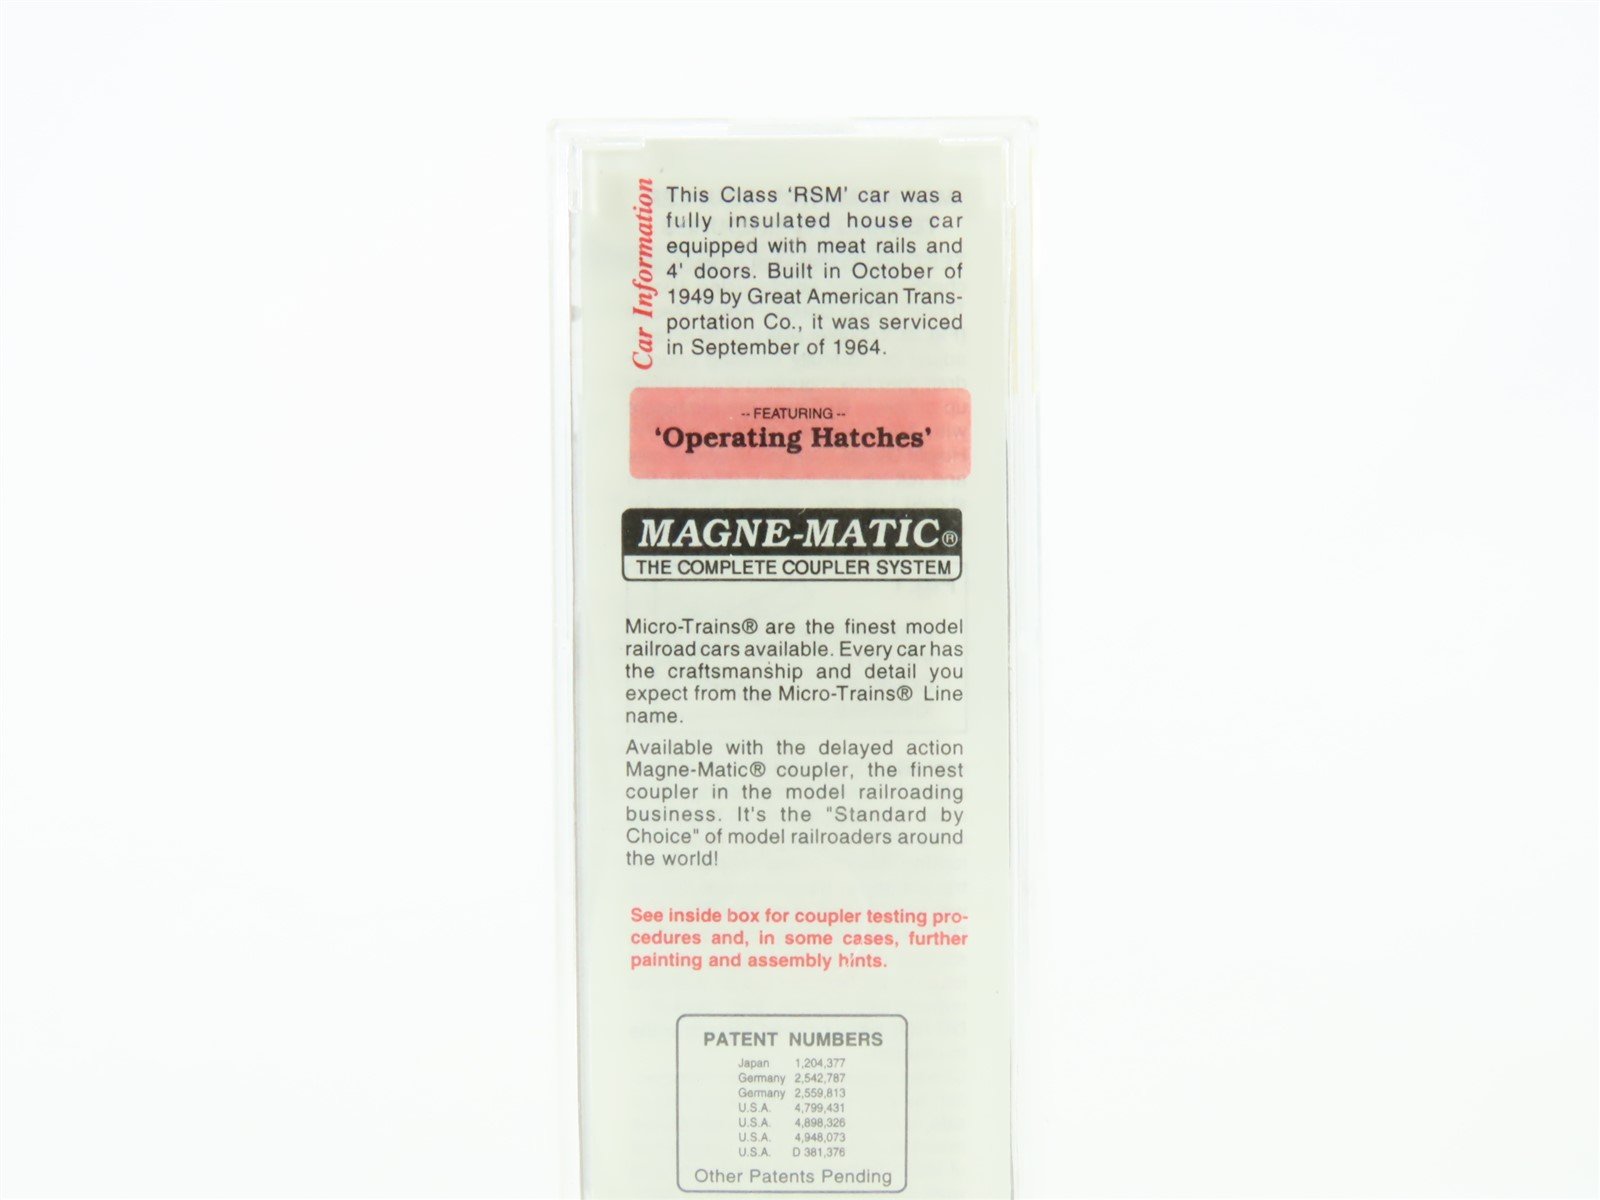 Car Information
This Class 'RSM' car was a
fully insulated house car
equipped with meat rails and
4' doors. Built in October of
1949 by Great American Trans-
portation Co., it was serviced
in September of 1964.
-- FEATURING --
'Operating Hatches'
MAGNE-MATIC®
THE COMPLETE COUPLER SYSTEM
Micro-Trains® are the finest model
railroad cars available. Every car has
the craftsmanship and detail you
expect from the Micro-Trains® Line
name.
Available with the delayed action
Magne-Matic® coupler, the finest
coupler in the model railroading
business. It's the "Standard by
Choice" of model railroaders around
the world!
See inside box for coupler testing pro-
cedures and, in some cases, further
painting and assembly hints.
PATENT NUMBERS
Japan 1,204,377
Germany 2,542,787
Germany 2,559,813
U.S.A. 4,799,431
U.S.A. 4,898,326
U.S.A. 4,948,073
U.S.A. D 381,376
Other Patents Pending